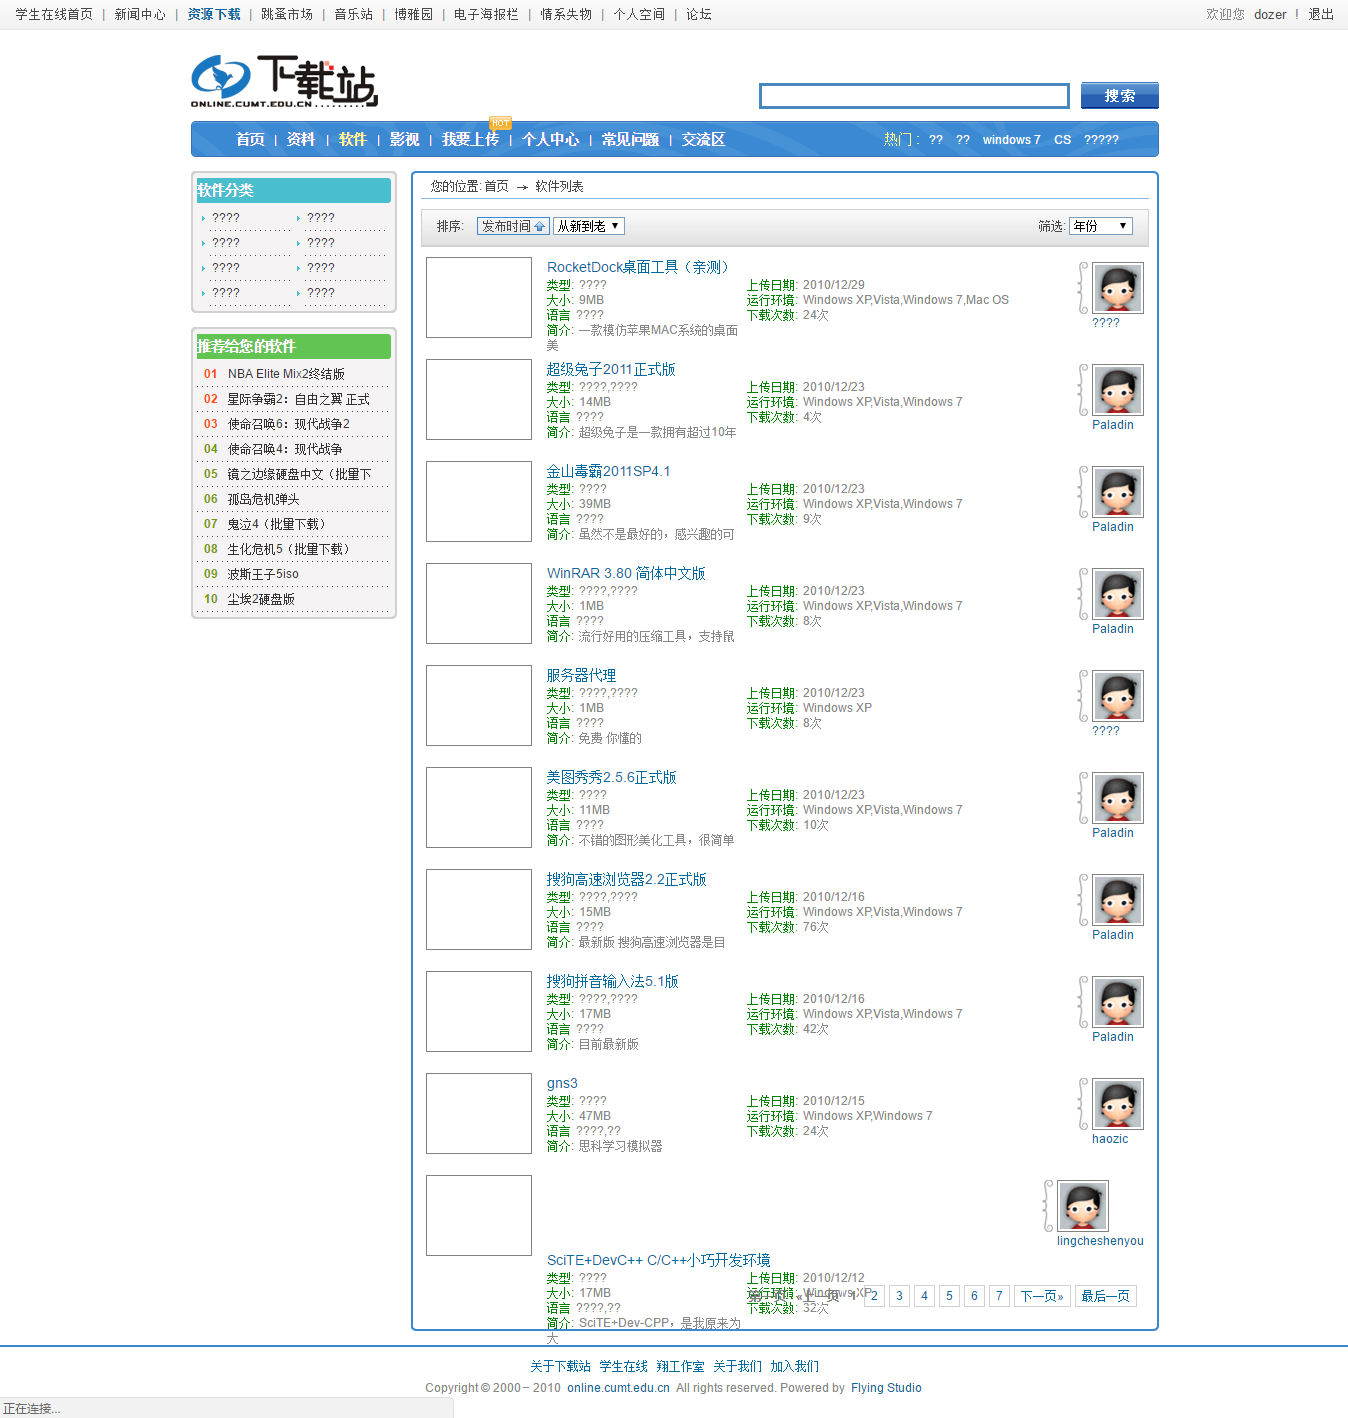 学生在线首页 | 新闻中心 | 资源下载 | 跳蚤市场 | 音乐站 | 博雅园 | 电子海报栏 | 情系失物 | 个人空间 | 论坛 欢迎您 dozer ! 退出
下载站
ONLINE.CUMT.EDU.CN
搜索
HOT
首页 | 资料 | 软件 | 影视 | 我要上传 | 个人中心 | 常见问题 | 交流区 热门： ?? ?? windows 7 CS ?????
软件分类
???? ????
???? ????
???? ????
???? ????
推荐给您的软件
01 NBA Elite Mix2终结版
02 星际争霸2：自由之翼 正式
03 使命召唤6：现代战争2
04 使命召唤4：现代战争
05 镜之边缘硬盘中文（批量下
06 孤岛危机弹头
07 鬼泣4（批量下载）
08 生化危机5（批量下载）
09 波斯王子5iso
10 尘埃2硬盘版
您的位置: 首页 → 软件列表
排序: 发布时间 从新到老 筛选: 年份
RocketDock桌面工具（亲测）
类型: ???? 上传日期: 2010/12/29
大小: 9MB 运行环境: Windows XP,Vista,Windows 7,Mac OS
语言 ???? 下载次数: 24次
简介: 一款模仿苹果MAC系统的桌面
美
????
超级兔子2011正式版
类型: ????,???? 上传日期: 2010/12/23
大小: 14MB 运行环境: Windows XP,Vista,Windows 7
语言 ???? 下载次数: 4次
简介: 超级兔子是一款拥有超过10年
Paladin
金山毒霸2011SP4.1
类型: ???? 上传日期: 2010/12/23
大小: 39MB 运行环境: Windows XP,Vista,Windows 7
语言 ???? 下载次数: 9次
简介: 虽然不是最好的，感兴趣的可
Paladin
WinRAR 3.80 简体中文版
类型: ????,???? 上传日期: 2010/12/23
大小: 1MB 运行环境: Windows XP,Vista,Windows 7
语言 ???? 下载次数: 8次
简介: 流行好用的压缩工具，支持鼠
Paladin
服务器代理
类型: ????,???? 上传日期: 2010/12/23
大小: 1MB 运行环境: Windows XP
语言 ???? 下载次数: 8次
简介: 免费 你懂的
????
美图秀秀2.5.6正式版
类型: ???? 上传日期: 2010/12/23
大小: 11MB 运行环境: Windows XP,Vista,Windows 7
语言 ???? 下载次数: 10次
简介: 不错的图形美化工具，很简单
Paladin
搜狗高速浏览器2.2正式版
类型: ????,???? 上传日期: 2010/12/16
大小: 15MB 运行环境: Windows XP,Vista,Windows 7
语言 ???? 下载次数: 76次
简介: 最新版 搜狗高速浏览器是目
Paladin
搜狗拼音输入法5.1版
类型: ????,???? 上传日期: 2010/12/16
大小: 17MB 运行环境: Windows XP,Vista,Windows 7
语言 ???? 下载次数: 42次
简介: 目前最新版
Paladin
gns3
类型: ???? 上传日期: 2010/12/15
大小: 47MB 运行环境: Windows XP,Windows 7
语言 ????,?? 下载次数: 24次
简介: 思科学习模拟器
haozic
lingcheshenyou
SciTE+DevC++ C/C++小巧开发环境
类型: ???? 上传日期: 2010/12/12
大小: 17MB 运行环境: Windows XP
第一页 «上一页 1 2 3 4 5 6 7 下一页» 最后一页
语言 ????,?? 下载次数: 32次
简介: SciTE+Dev-CPP，是我原来为
大
关于下载站 学生在线 翔工作室 关于我们 加入我们
Copyright © 2000 - 2010 online.cumt.edu.cn All rights reserved. Powered by Flying Studio
正在连接...